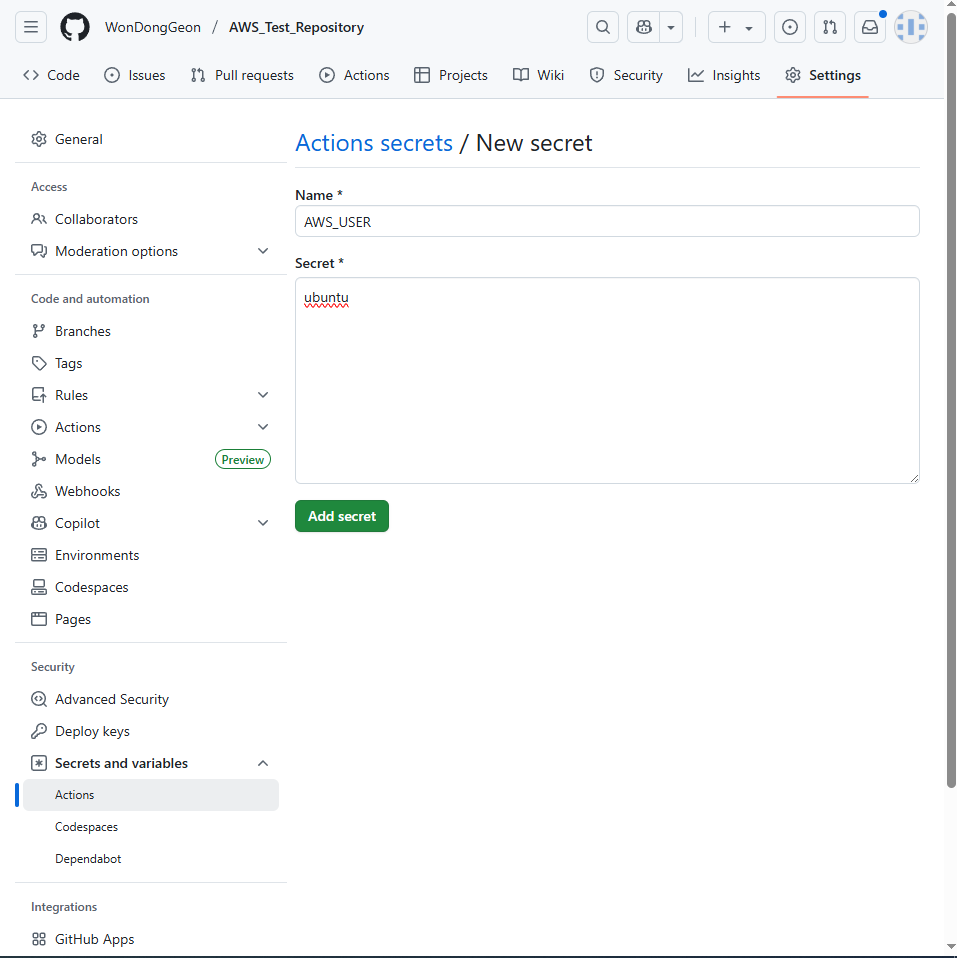 WonDongGeon / AWS_Test_Repository
Code Issues Pull requests Actions Projects Wiki Security Insights Settings
General
Access
Collaborators
Moderation options
Code and automation
Branches
Tags
Rules
Actions
Models Preview
Webhooks
Copilot
Environments
Codespaces
Pages
Security
Advanced Security
Deploy keys
Secrets and variables
Actions
Codespaces
Dependabot
Integrations
GitHub Apps
Actions secrets / New secret
Name *
AWS_USER
Secret *
ubuntu
Add secret